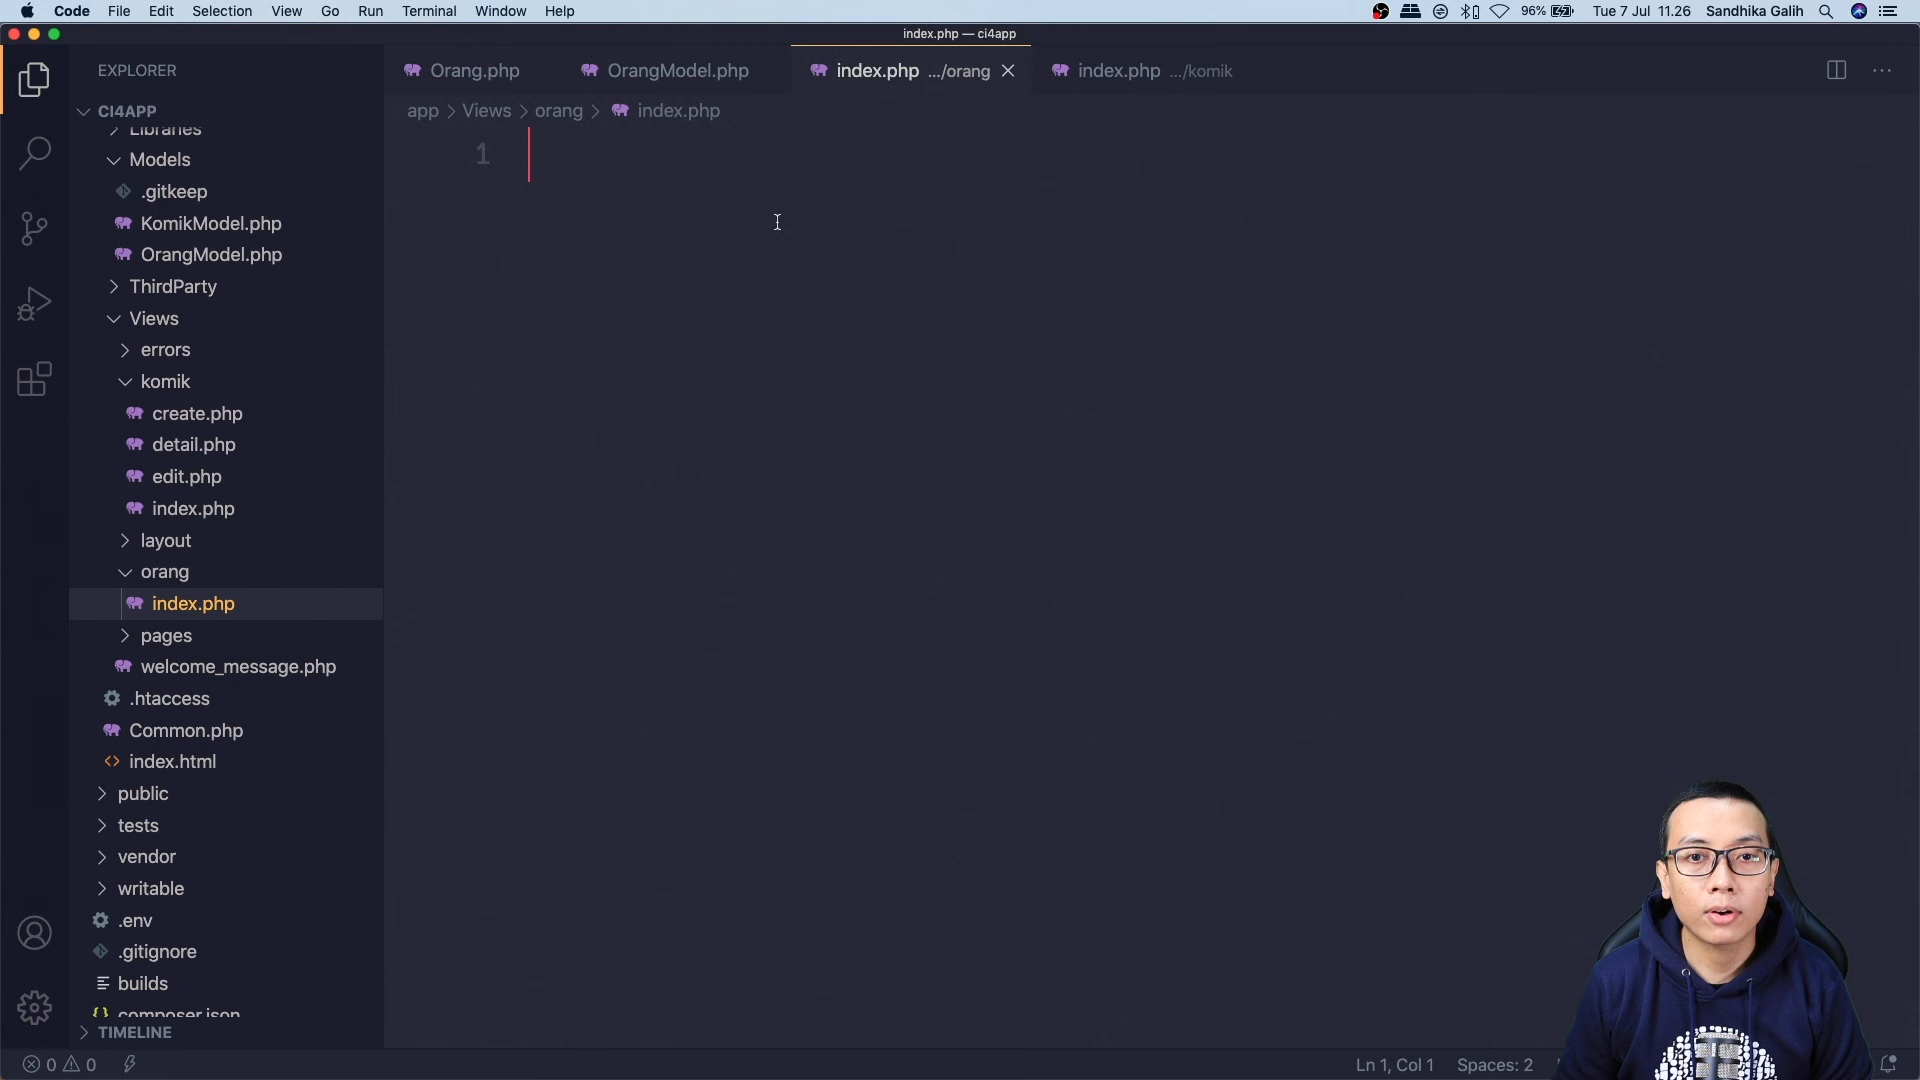 Code File Edit Selection View Go Run Terminal Window Help 96% Tue 7 Jul 11.26 Sandhika Galih
index.php — ci4app
EXPLORER
Orang.php OrangModel.php index.php .../orang index.php .../komik
CI4APP
app > Views > orang > index.php
Libraries
1
Models
.gitkeep
KomikModel.php
OrangModel.php
ThirdParty
Views
errors
komik
create.php
detail.php
edit.php
index.php
layout
orang
index.php
pages
welcome_message.php
.htaccess
Common.php
index.html
public
tests
vendor
writable
.env
.gitignore
builds
composer.json
TIMELINE
0 0 Ln 1, Col 1 Spaces: 2